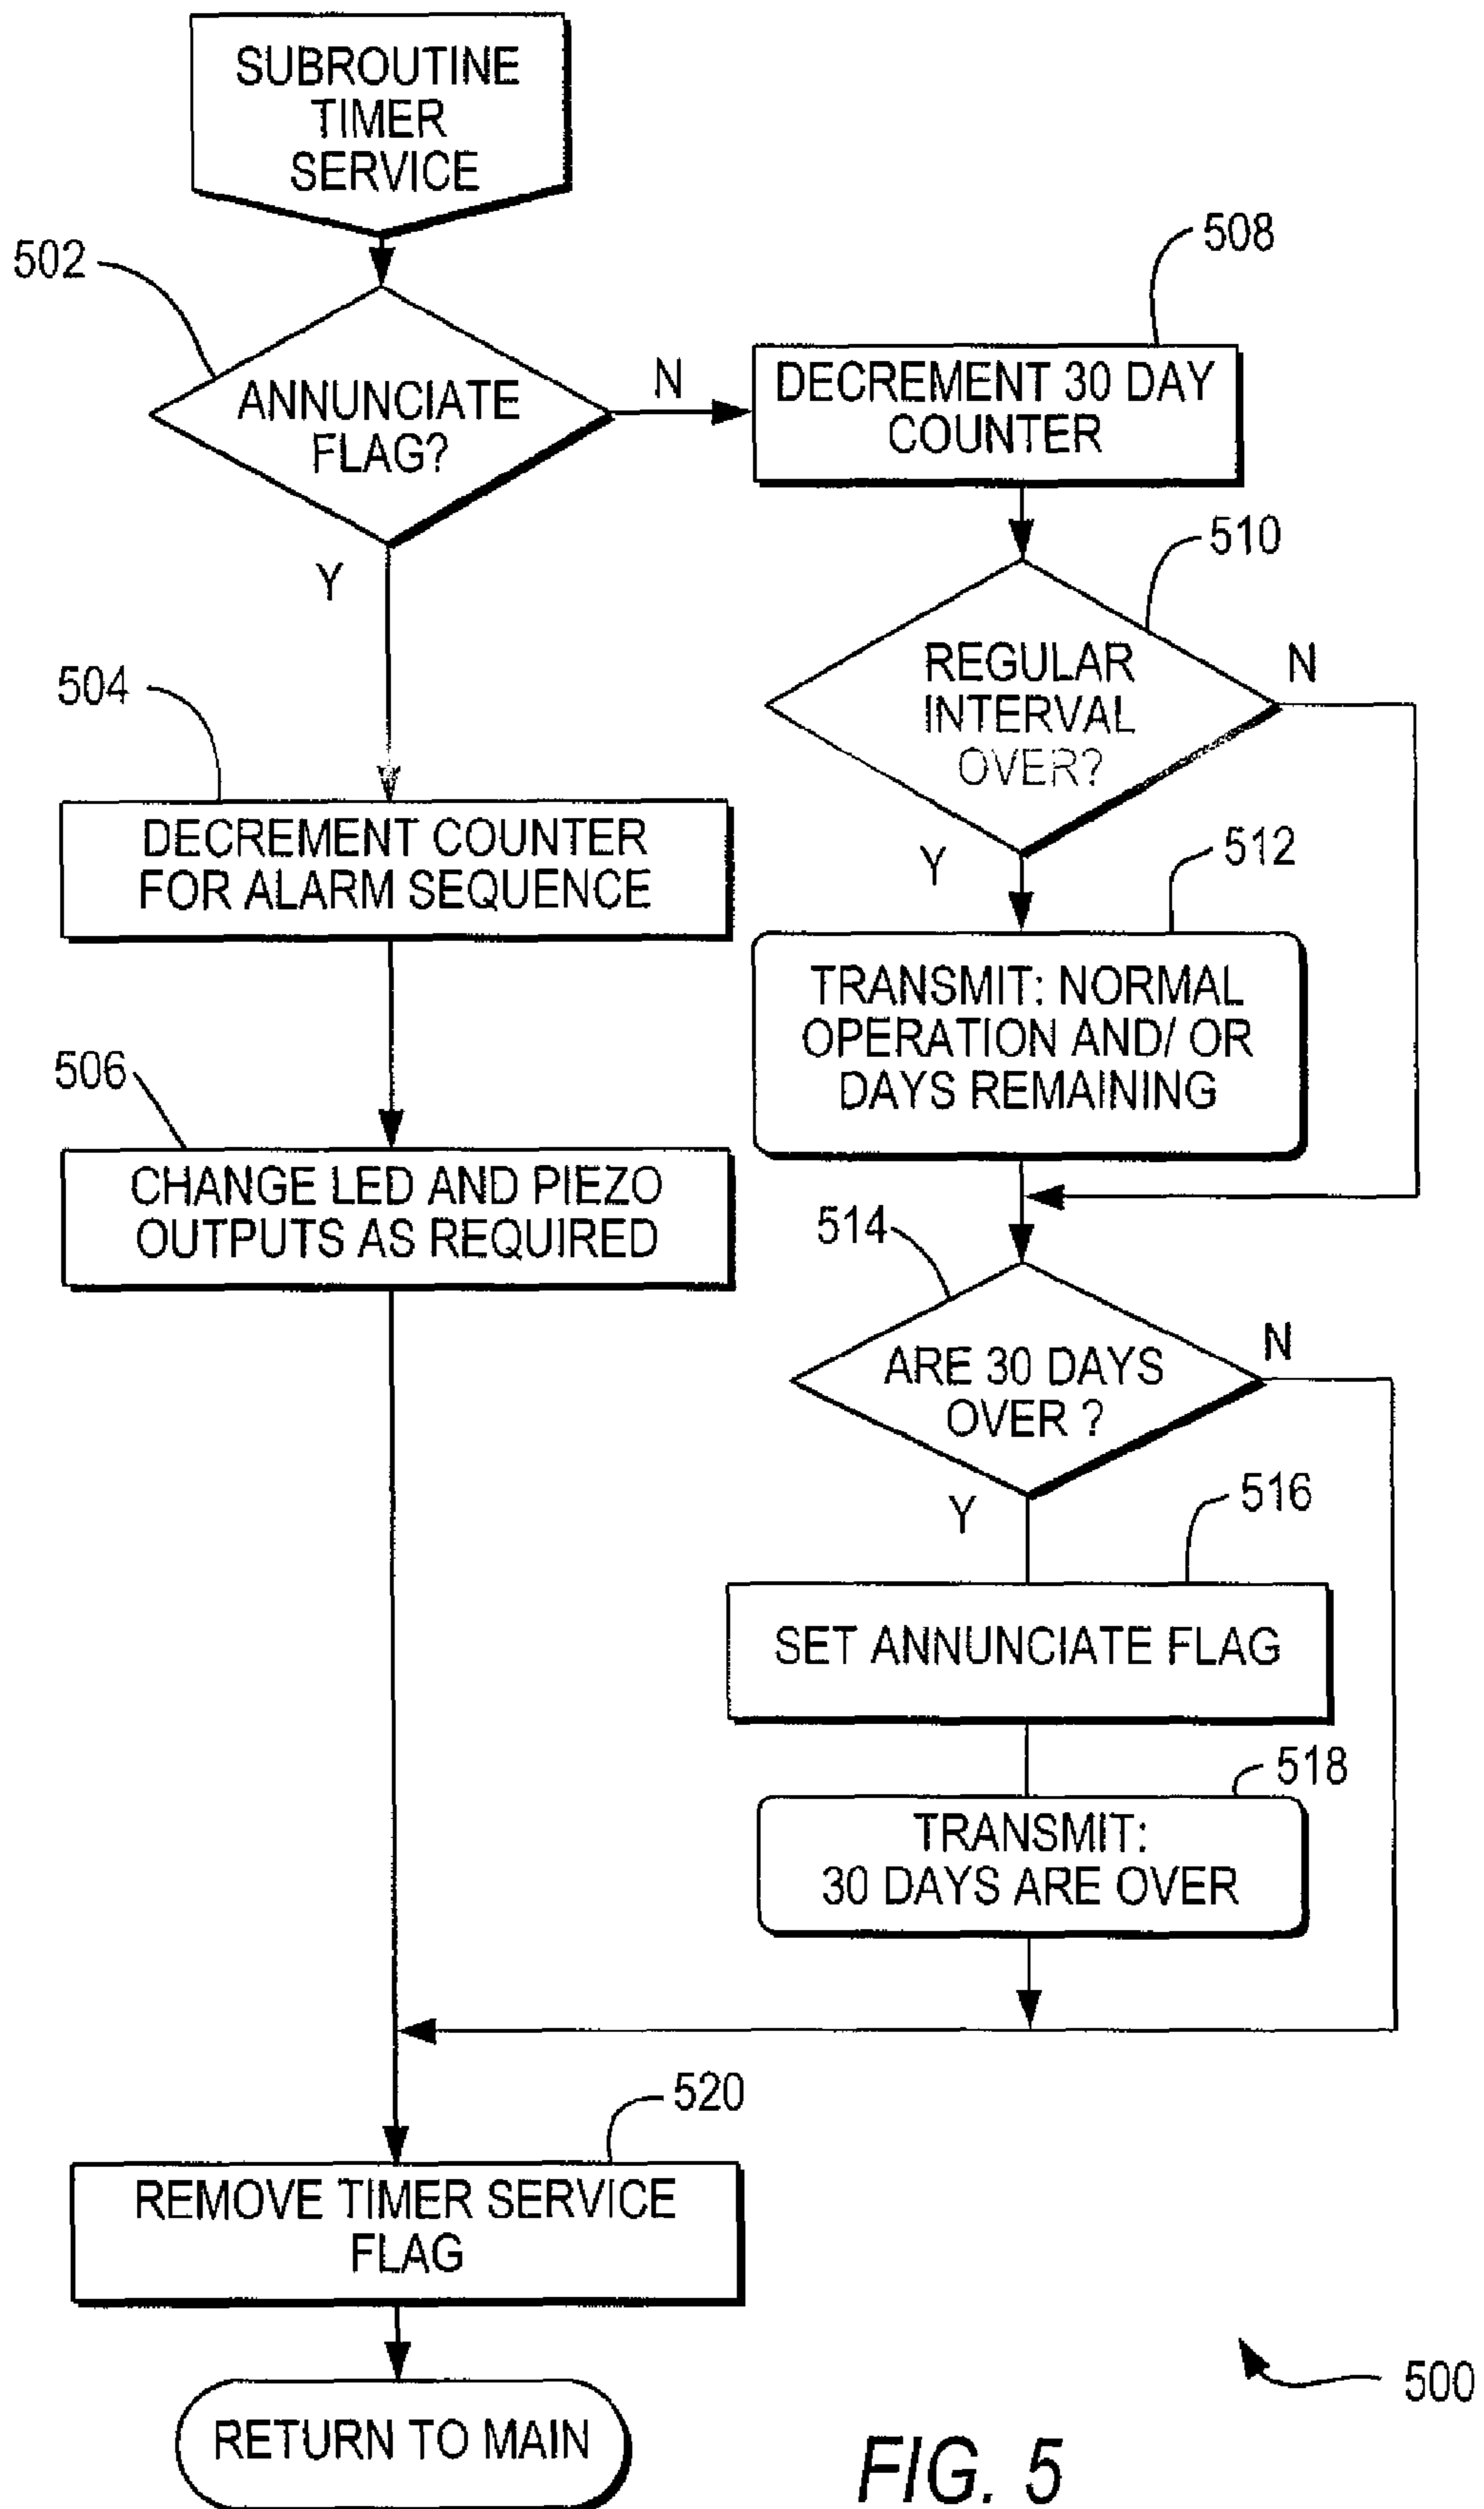 SUBROUTINE
TIMER
SERVICE
502
ANNUNCIATE
FLAG?
N
Y
508
DECREMENT 30 DAY
COUNTER
510
REGULAR
INTERVAL
OVER?
N
Y
504
DECREMENT COUNTER
FOR ALARM SEQUENCE
512
TRANSMIT: NORMAL
OPERATION AND/ OR
DAYS REMAINING
506
CHANGE LED AND PIEZO
OUTPUTS AS REQUIRED
514
ARE 30 DAYS
OVER ?
N
Y
516
SET ANNUNCIATE FLAG
518
TRANSMIT:
30 DAYS ARE OVER
520
REMOVE TIMER SERVICE
FLAG
RETURN TO MAIN
500
FIG. 5